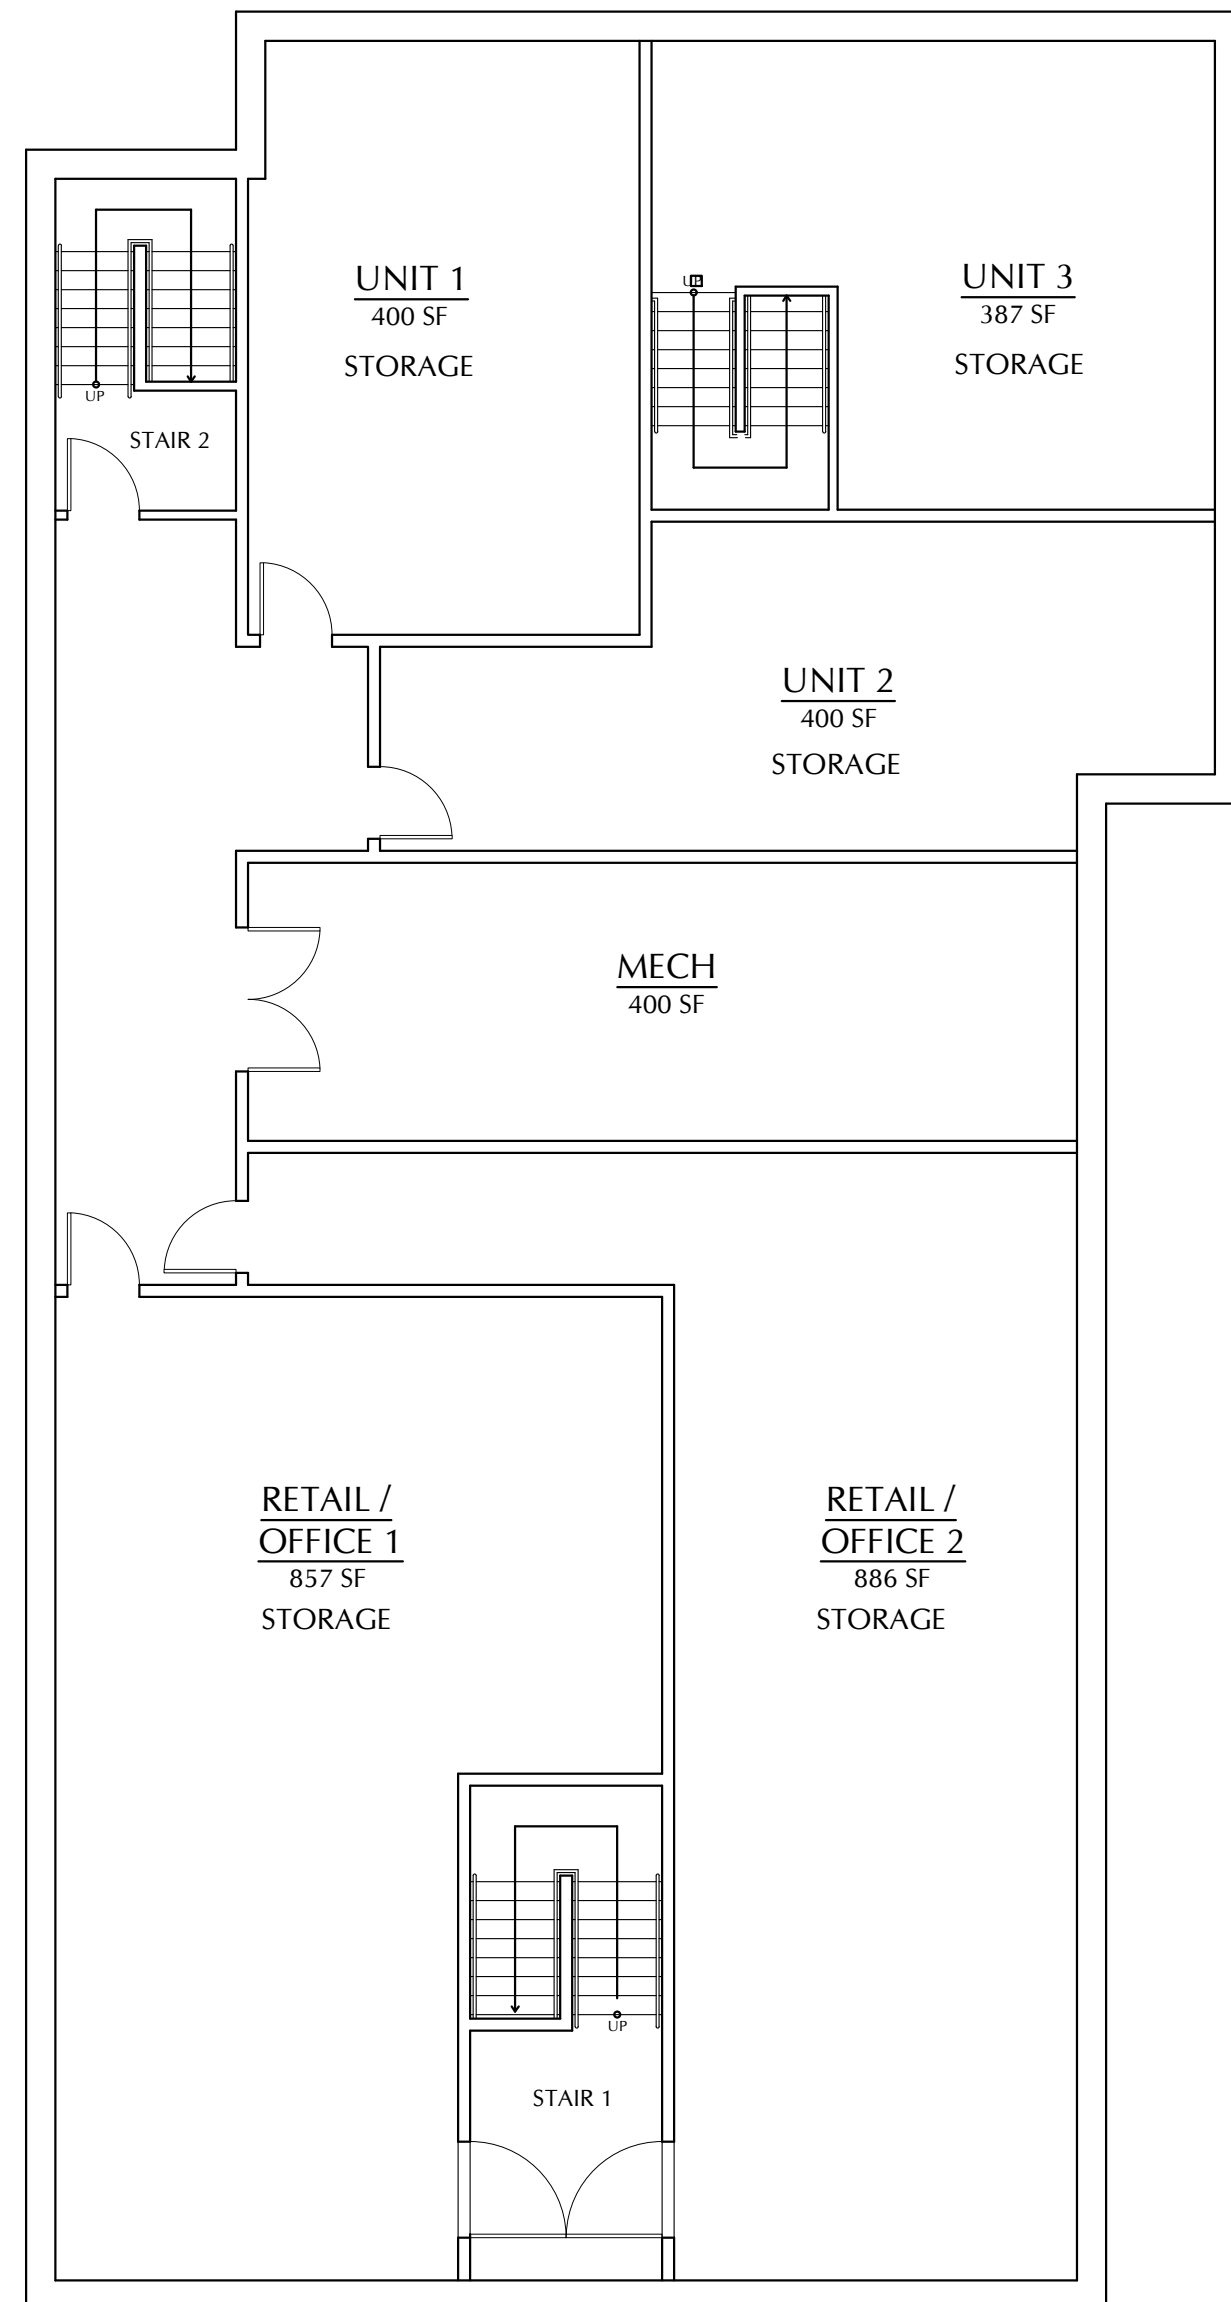 UNIT 1
400 SF
STORAGE
UP
UNIT 3
387 SF
STORAGE
UP
STAIR 2
UNIT 2
400 SF
STORAGE
MECH
400 SF
RETAIL /
OFFICE 1
857 SF
STORAGE
RETAIL /
OFFICE 2
886 SF
STORAGE
UP
STAIR 1